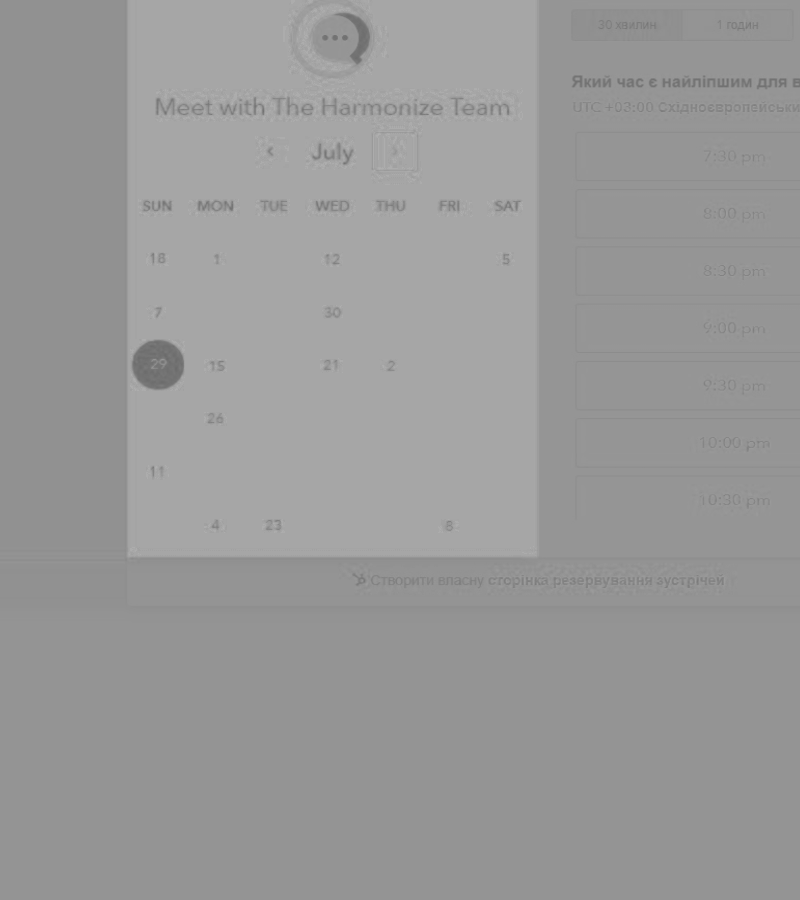 30 хвилин 1 годин
Meet with The Harmonize Team
July
SUN MON TUE WED THU FRI SAT
18 1 12 5
7 30
29 15 21 2
26
11
4 23 8
Який час є найліпшим для в
UTC +03:00 Східноєвропейськи
7:30 pm
8:00 pm
8:30 pm
9:00 pm
9:30 pm
10:00 pm
10:30 pm
Створити власну сторінка резервування зустрічей